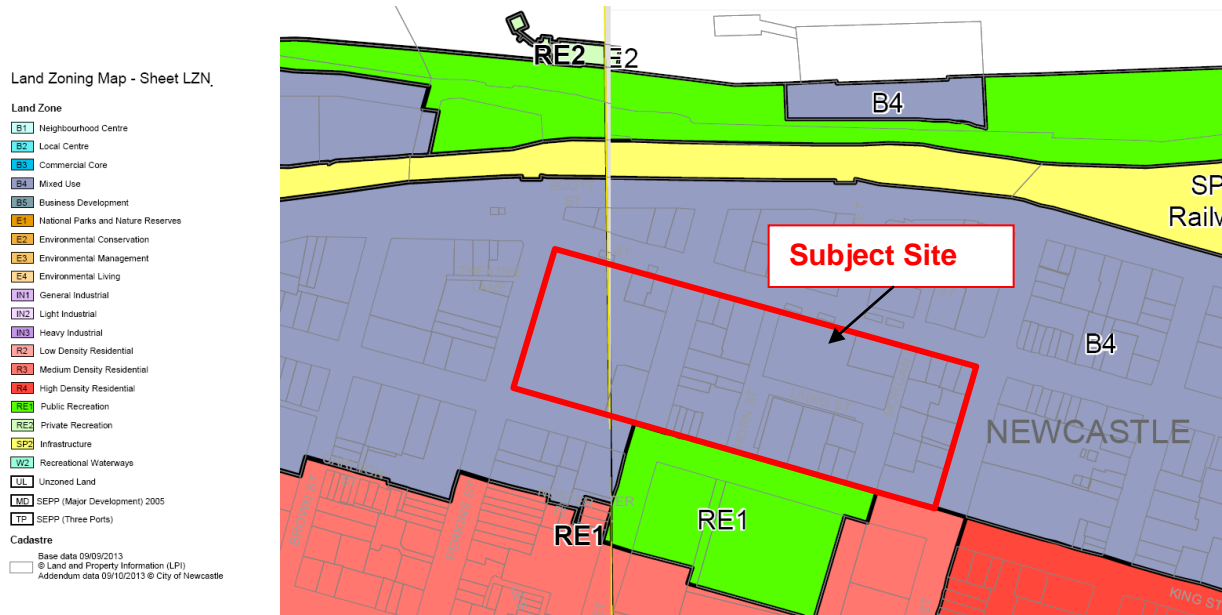 Land Zoning Map - Sheet LZN
Land Zone
B1 Neighbourhood Centre
B2 Local Centre
B3 Commercial Core
B4 Mixed Use
B5 Business Development
E1 National Parks and Nature Reserves
E2 Environmental Conservation
E3 Environmental Management
E4 Environmental Living
IN1 General Industrial
IN2 Light Industrial
IN3 Heavy Industrial
R2 Low Density Residential
R3 Medium Density Residential
R4 High Density Residential
RE1 Public Recreation
RE2 Private Recreation
SP2 Infrastructure
W2 Recreational Waterways
UL Unzoned Land
MD SEPP (Major Development) 2005
TP SEPP (Three Ports)
Cadastre
Base data 09/09/2013
© Land and Property Information (LPI)
Addendum data 09/10/2013 © City of Newcastle
RE2
E2
B4
SP
Railv
Subject Site
B4
NEWCASTLE
RE1
RE1
KING ST